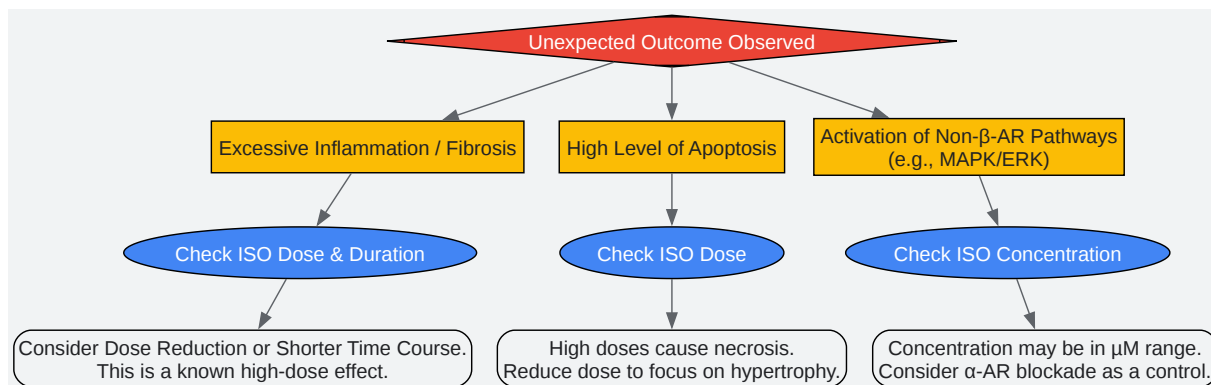 Unexpected Outcome Observed
Excessive Inflammation / Fibrosis
High Level of Apoptosis
Activation of Non-β-AR Pathways
(e.g., MAPK/ERK)
Check ISO Dose & Duration
Check ISO Dose
Check ISO Concentration
Consider Dose Reduction or Shorter Time Course.
This is a known high-dose effect.
High doses cause necrosis.
Reduce dose to focus on hypertrophy.
Concentration may be in µM range.
Consider α-AR blockade as a control.